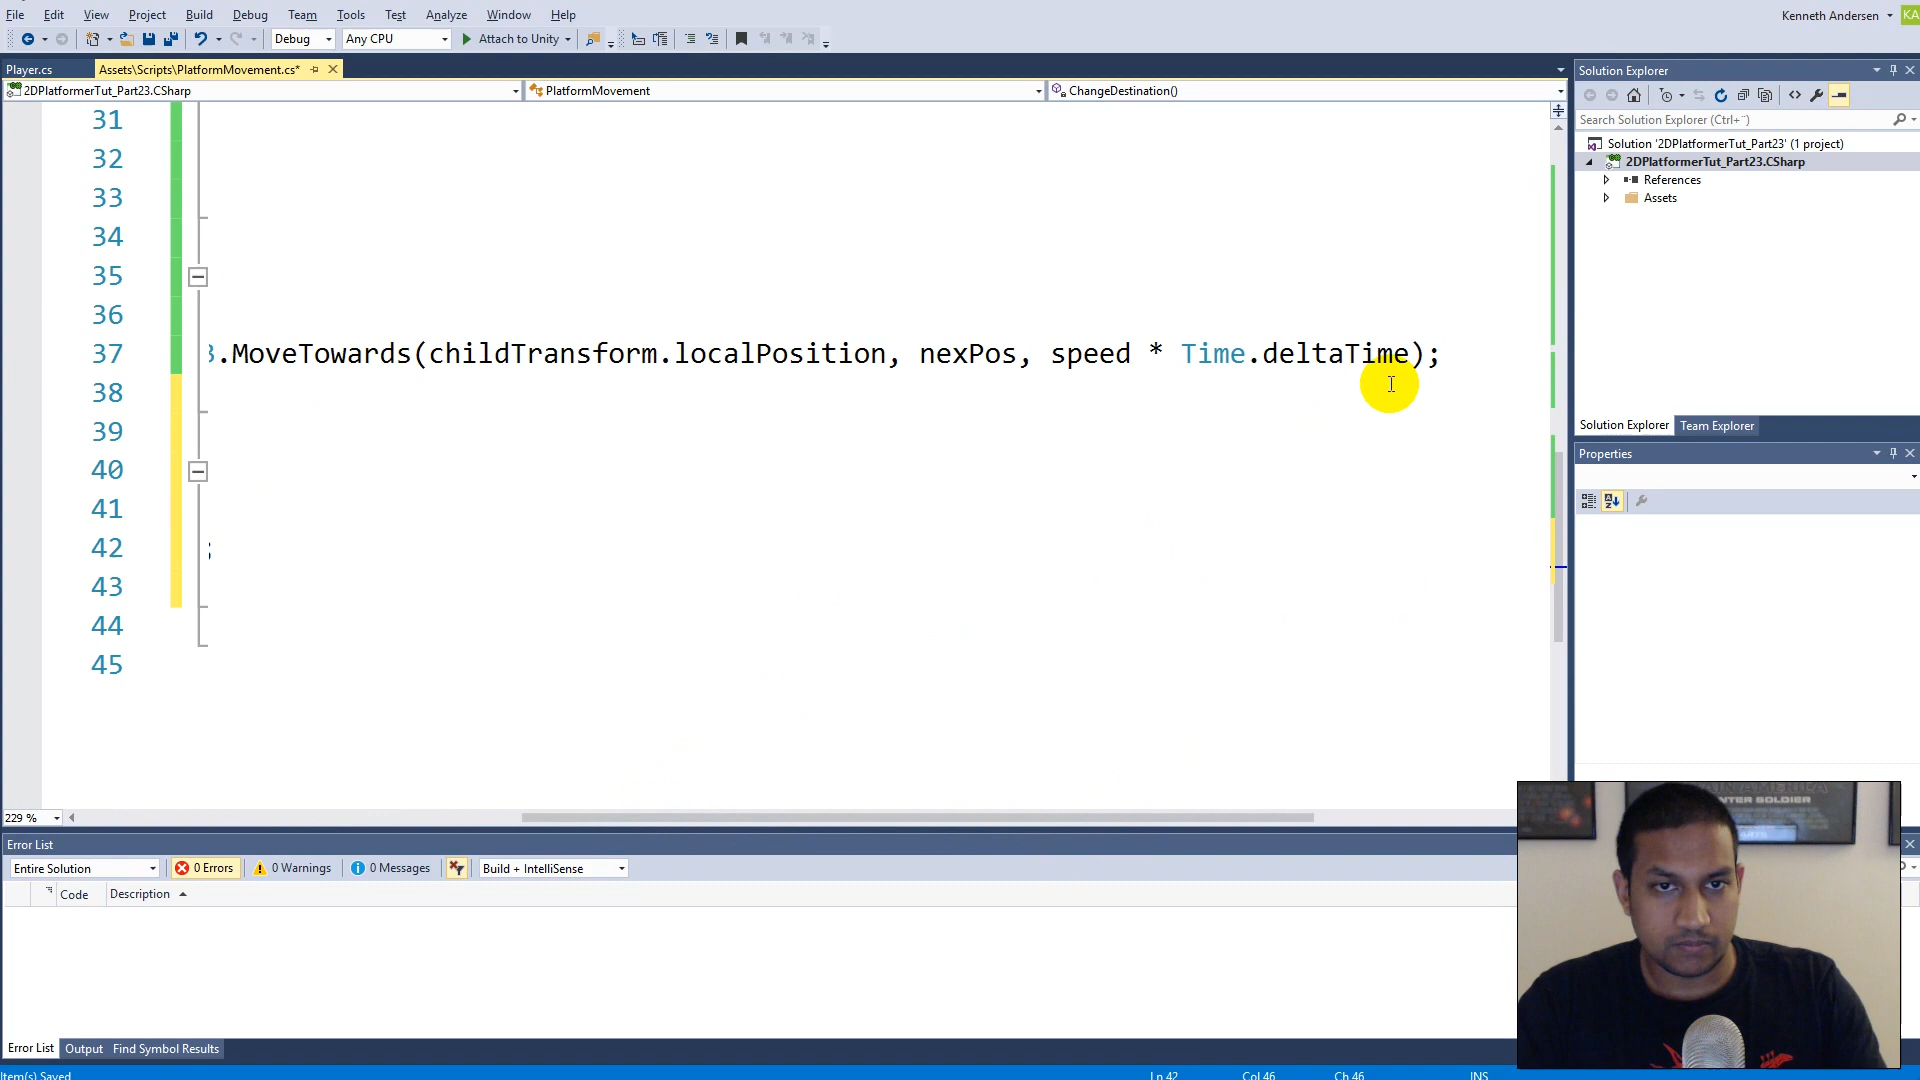 File Edit View Project Build Debug Team Tools Test Analyze Window Help Kenneth Andersen KA
Debug Any CPU Attach to Unity
Player.cs Assets\Scripts\PlatformMovement.cs* Solution Explorer
2DPlatformerTut_Part23.CSharp PlatformMovement ChangeDestination()
Search Solution Explorer (Ctrl+¨)
Solution '2DPlatformerTut_Part23' (1 project)
2DPlatformerTut_Part23.CSharp
References
Assets
31
32
33
34
35
36
37 3.MoveTowards(childTransform.localPosition, nexPos, speed * Time.deltaTime);
38
39
40
41
42 ;
43
44
45
Solution Explorer Team Explorer
Properties
229 %
Error List
Entire Solution 0 Errors 0 Warnings 0 Messages Build + IntelliSense
Code Description
Error List Output Find Symbol Results
Item(s) Saved Ln 42 Col 46 Ch 46 INS